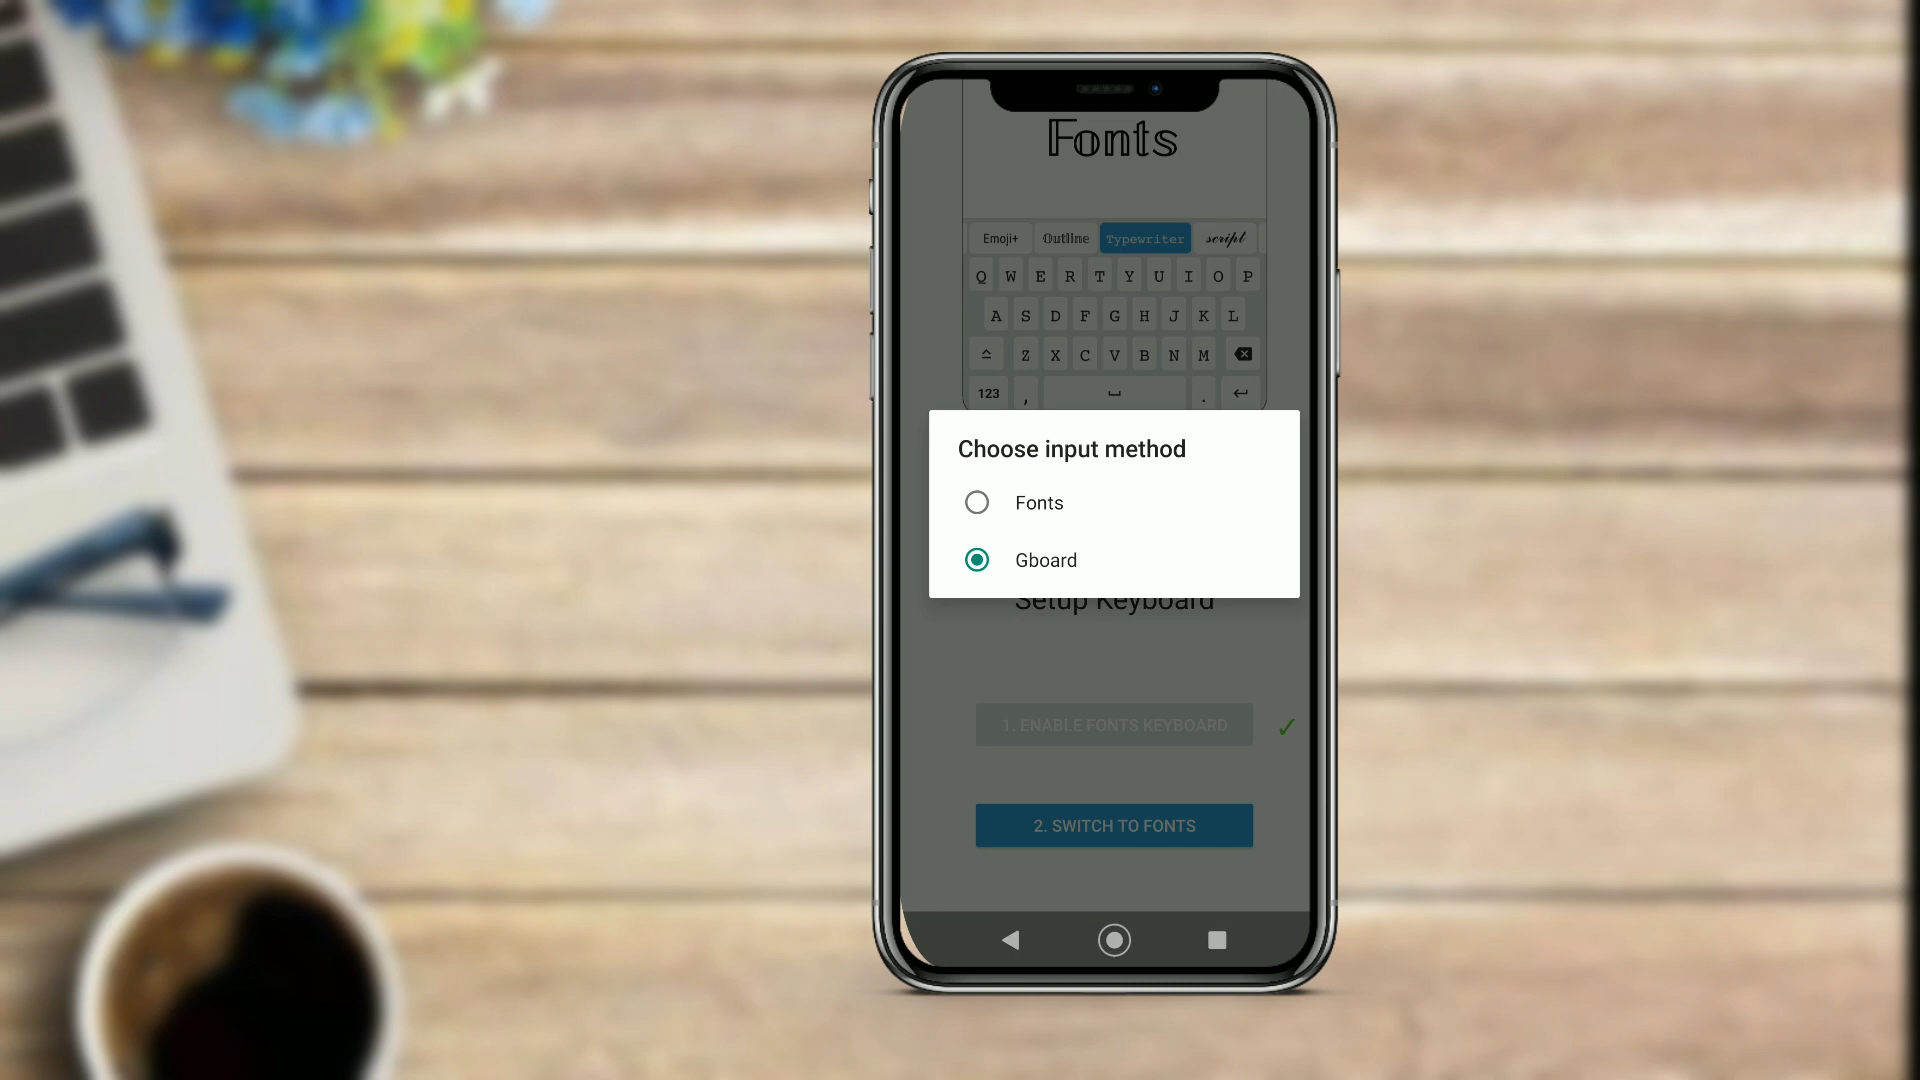 Fonts
Emoji+ Outline Typewriter script
Q W E R T Y U I O P
A S D F G H J K L
Z X C V B N M
123 , .
Choose input method
Fonts
Gboard
Setup Keyboard
1. ENABLE FONTS KEYBOARD ✓
2. SWITCH TO FONTS